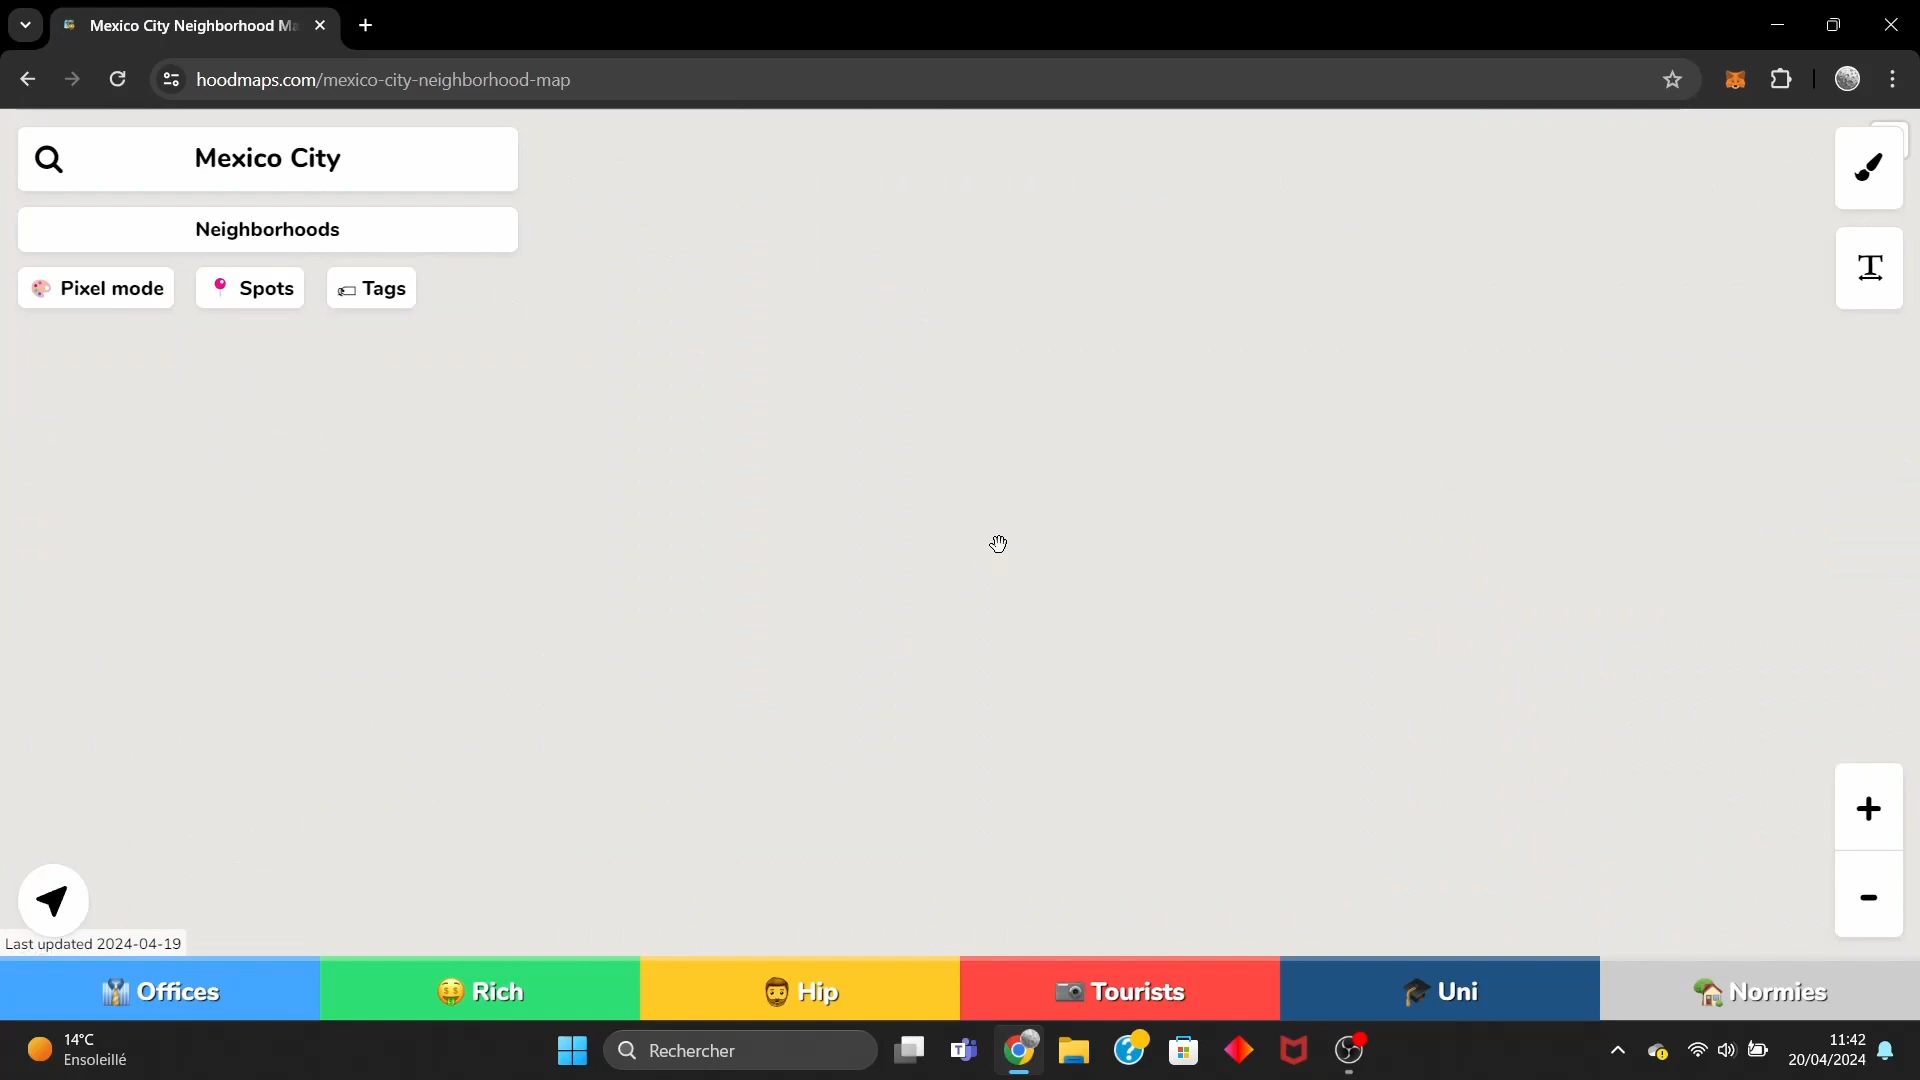 Mexico City Neighborhood Ma
hoodmaps.com/mexico-city-neighborhood-map
Mexico City
Neighborhoods
Pixel mode
Spots
Tags
T
+
-
Last updated 2024-04-19
Offices
Rich
Hip
Tourists
Uni
Normies
14°C
Ensoleillé
Rechercher
11:42
20/04/2024